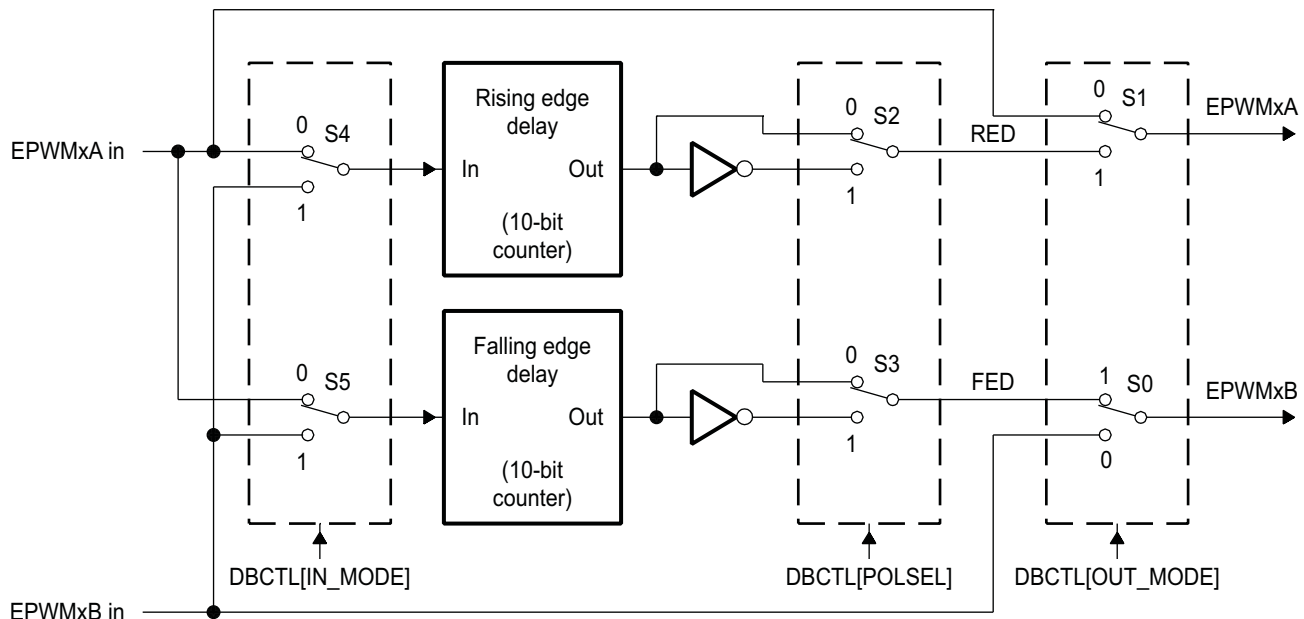 0
S1
EPWMxA
Rising edge
delay
0
S4
0
S2
RED
EPWMxA in
In
Out
1
1
1
(10-bit
counter)
Falling edge
delay
0
S5
0
S3
FED
1
S0
EPWMxB
In
Out
1
1
0
(10-bit
counter)
DBCTL[IN_MODE]
DBCTL[POLSEL]
DBCTL[OUT_MODE]
EPWMxB in